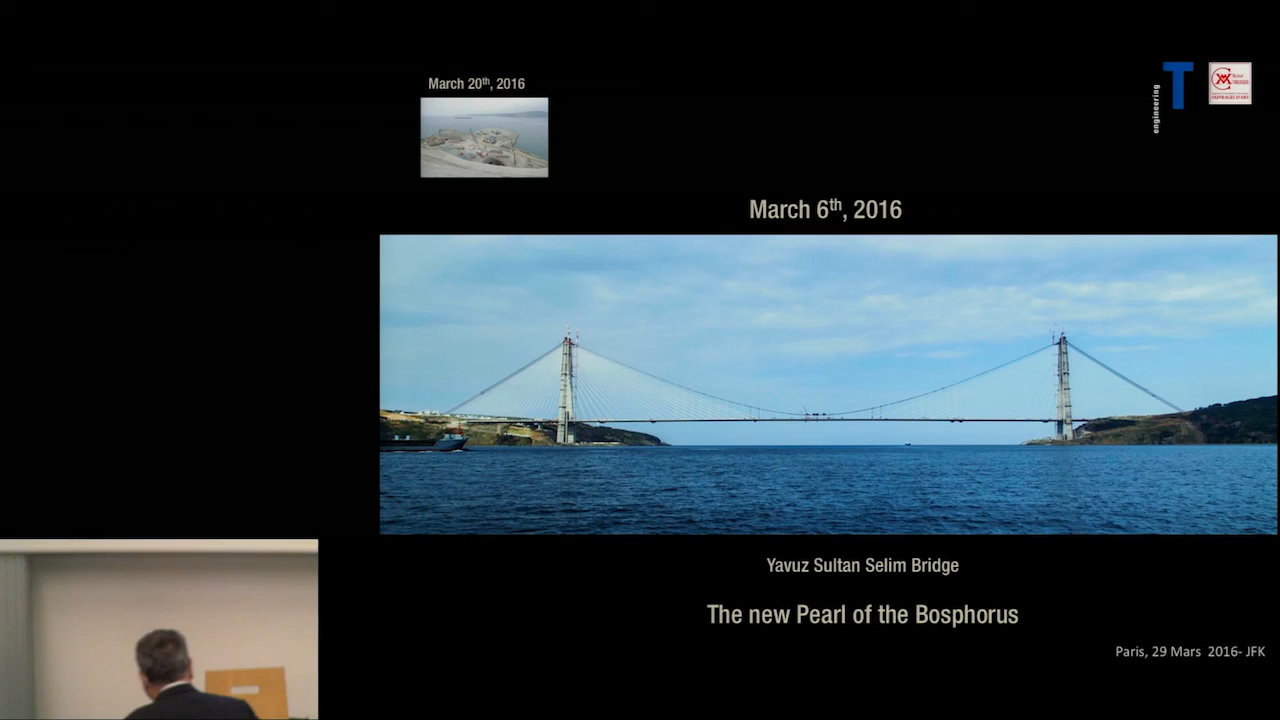 March 20th, 2016
engineering
T
March 6th, 2016
Yavuz Sultan Selim Bridge
The new Pearl of the Bosphorus
Paris, 29 Mars 2016- JFK